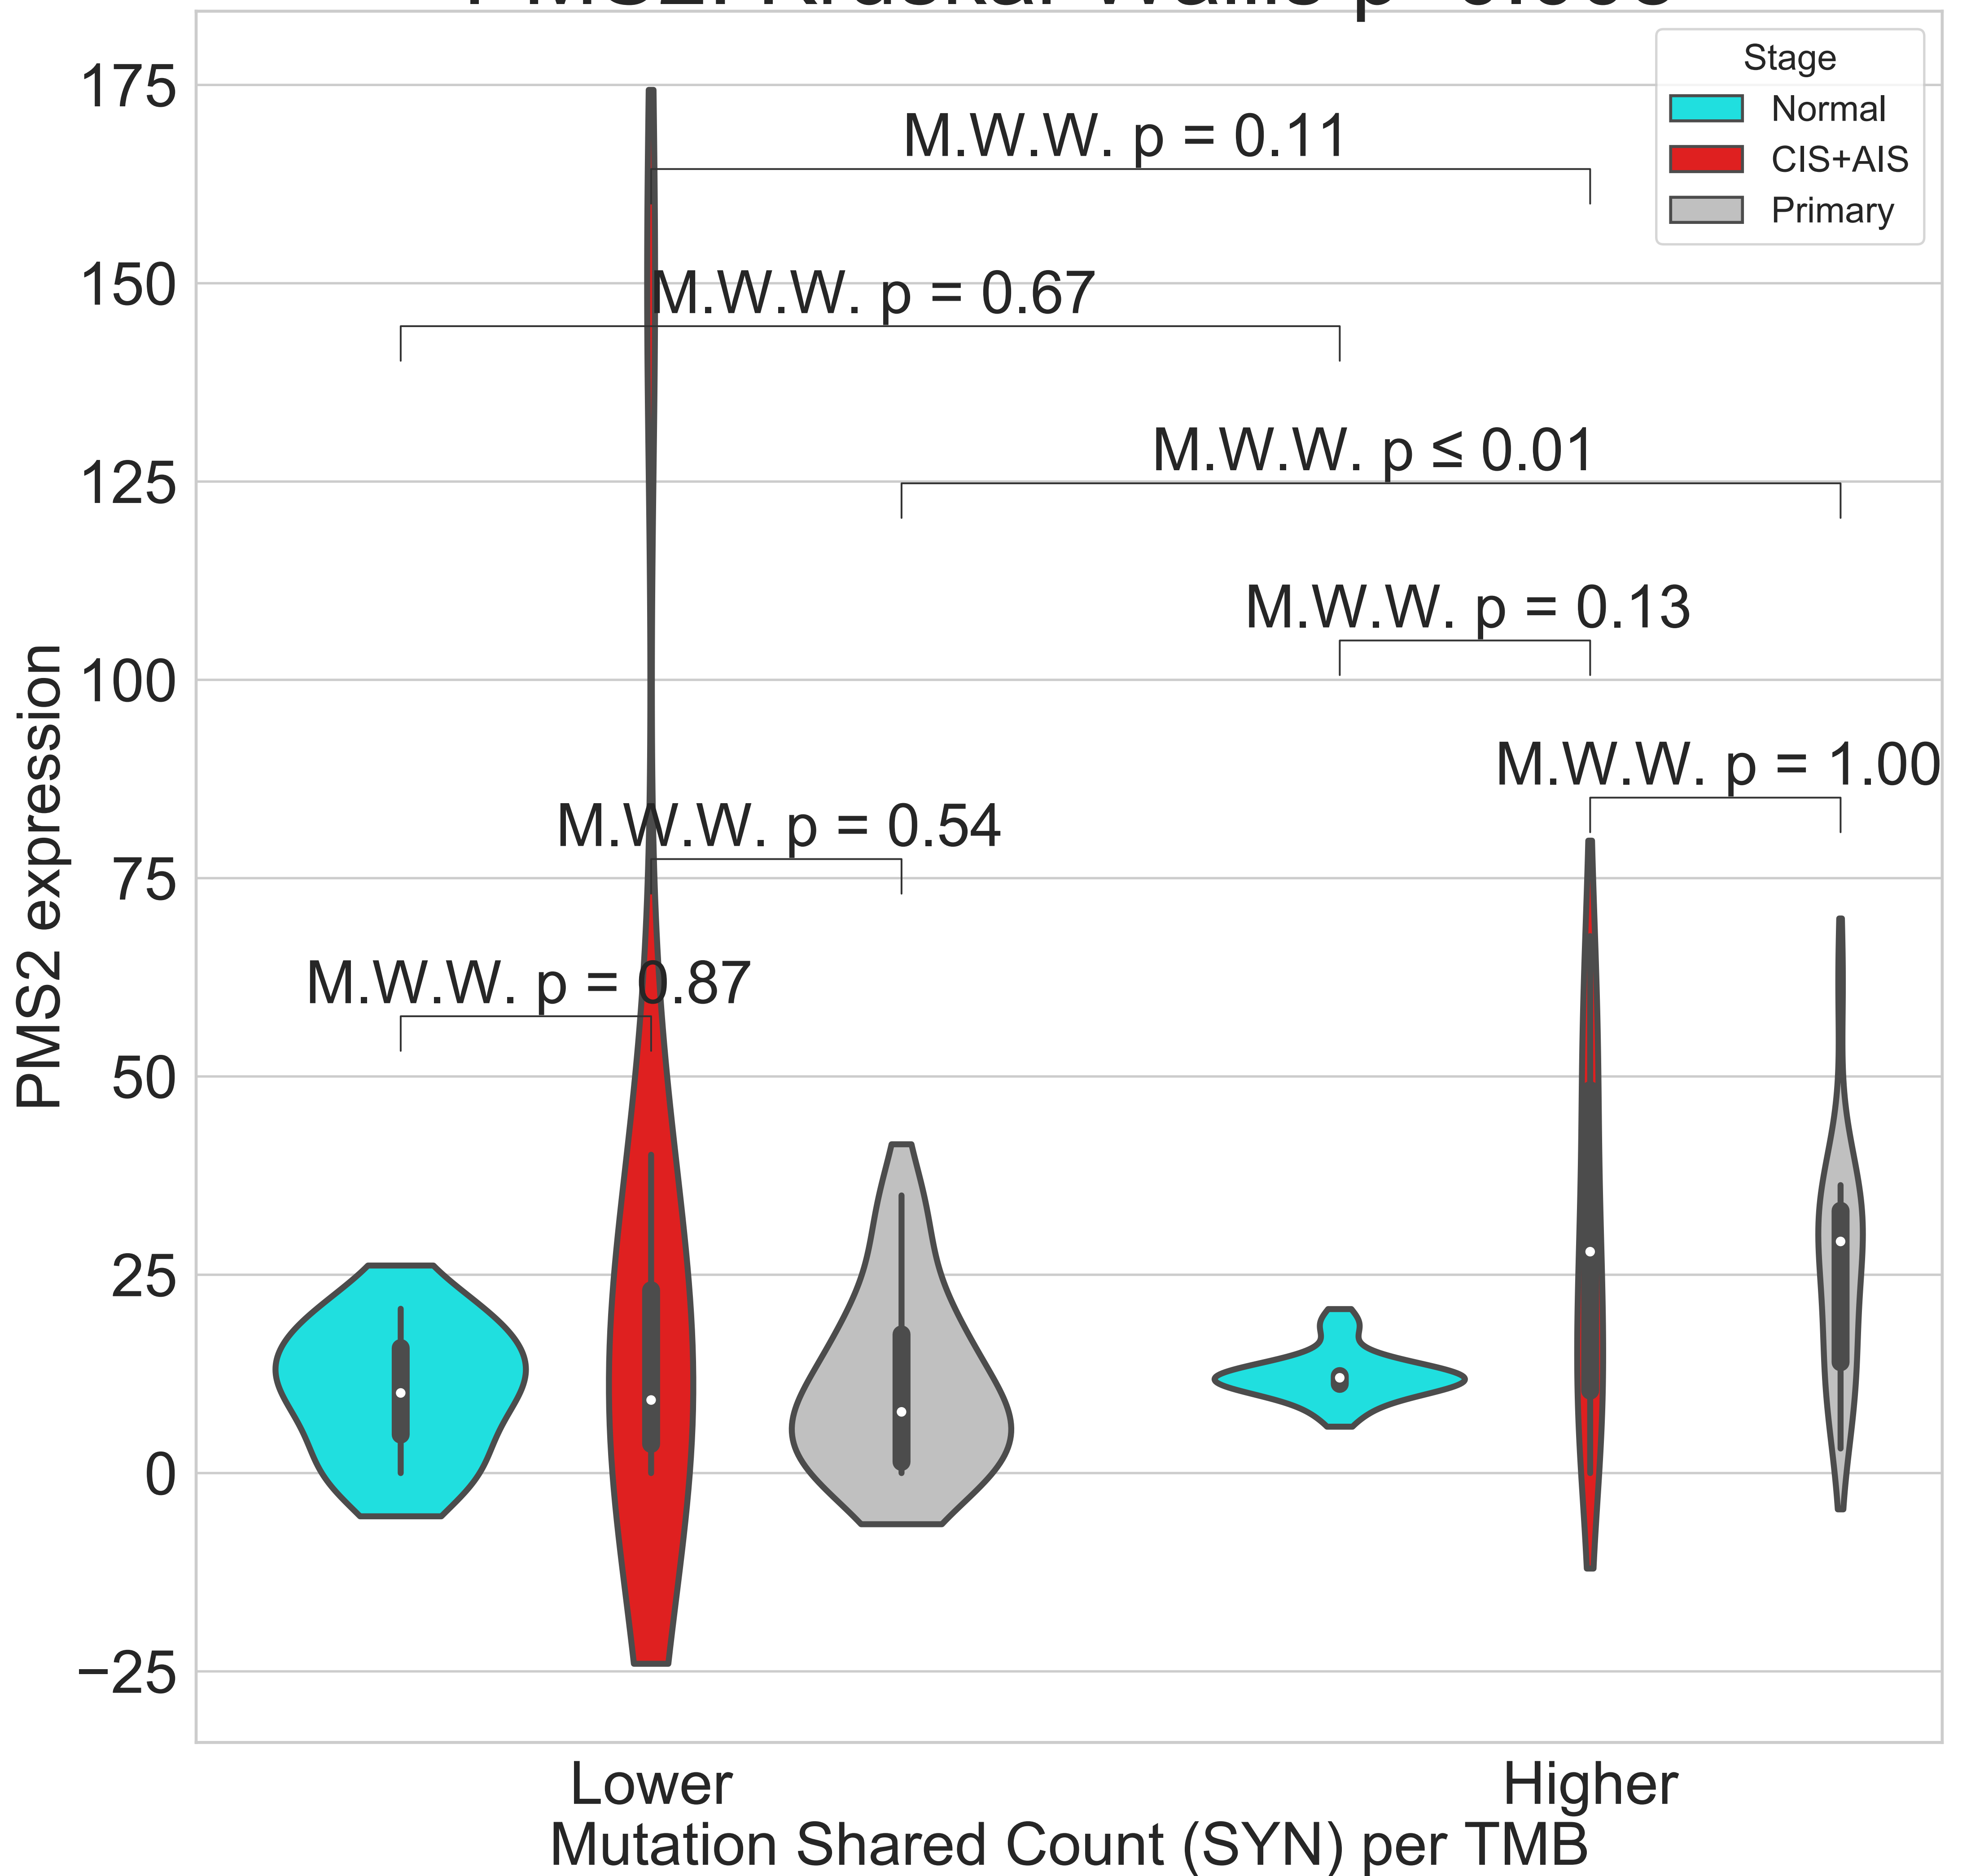 175
150
125
100
75
50
25
0
−25
PMS2 expression
Stage
Normal
CIS+AIS
Primary
M.W.W. p = 0.11
M.W.W. p = 0.67
M.W.W. p ≤ 0.01
M.W.W. p = 0.13
M.W.W. p = 1.00
M.W.W. p = 0.54
M.W.W. p = 0.87
Lower
Higher
Mutation Shared Count (SYN) per TMB